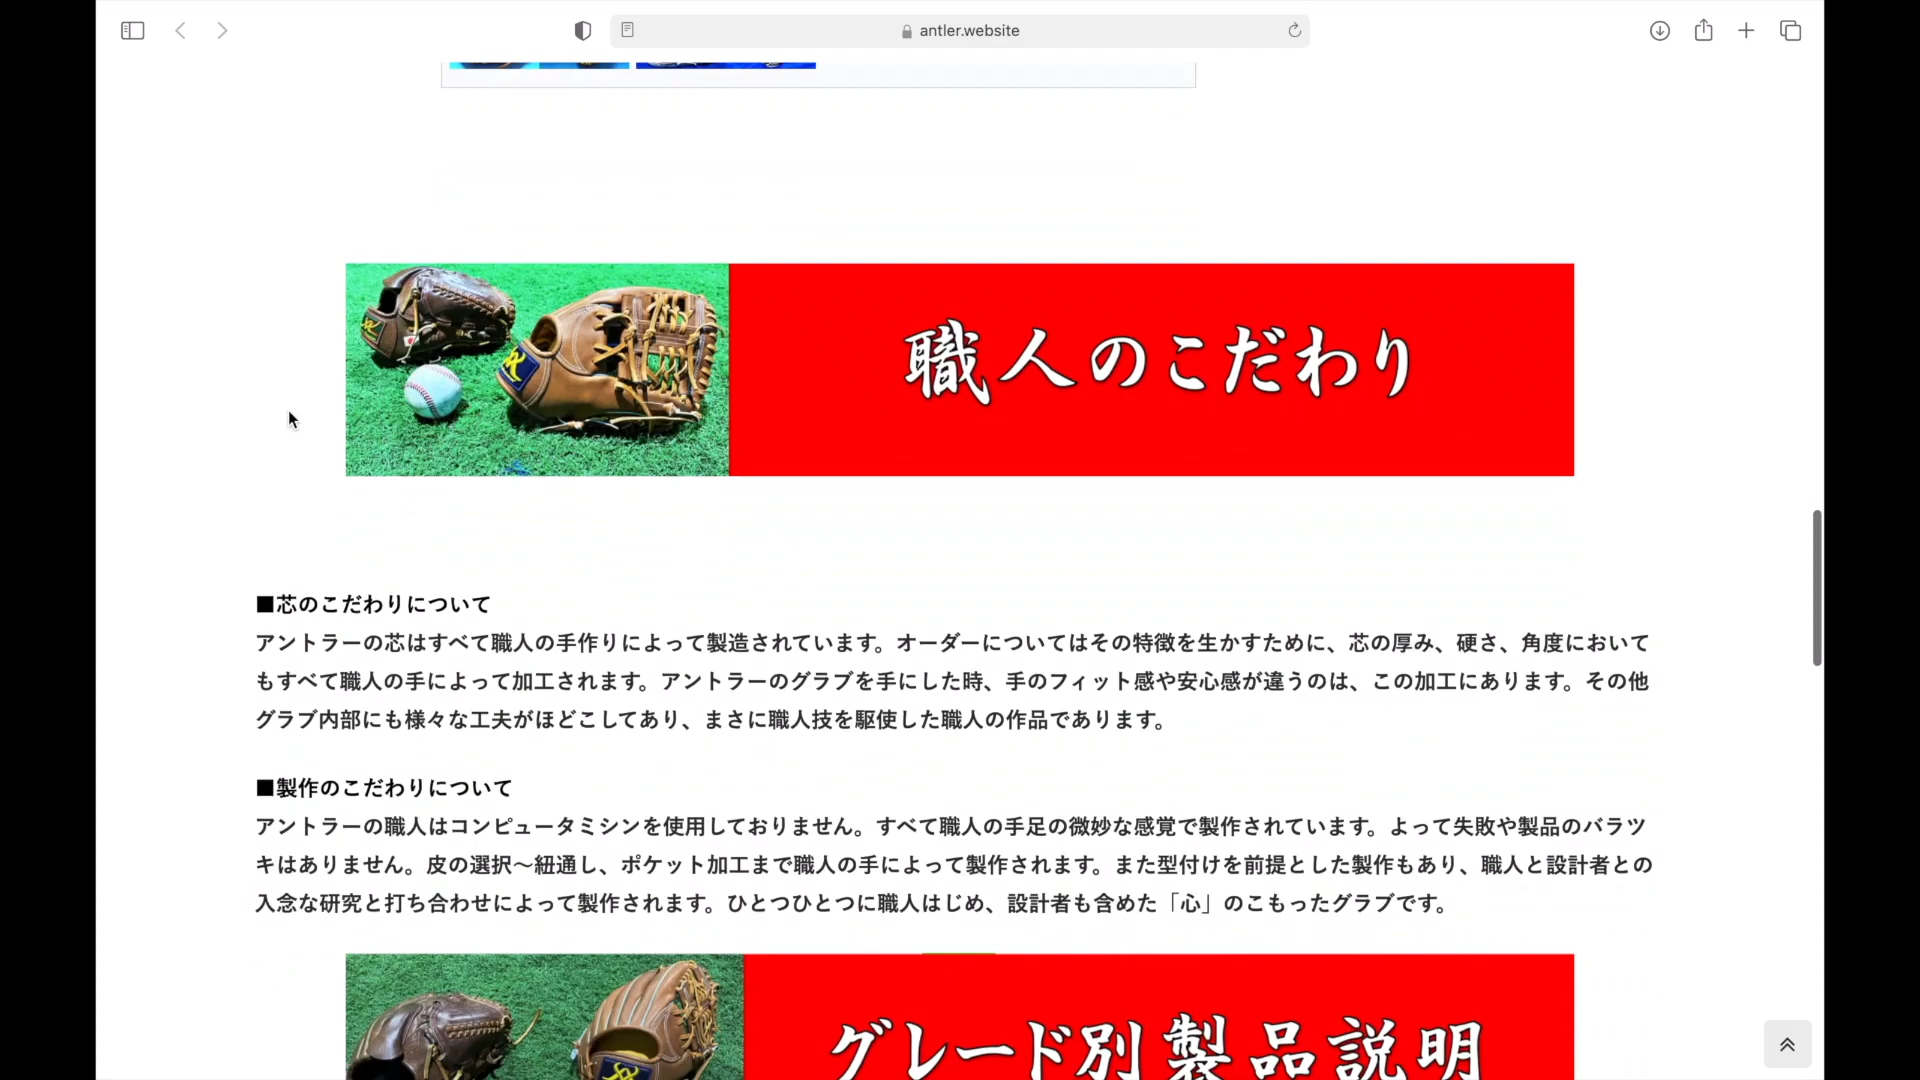 antler.website
職人のこだわり
■芯のこだわりについて
アントラーの芯はすべて職人の手作りによって製造されています。オーダーについてはその特徴を生かすために、芯の厚み、硬さ、角度において
もすべて職人の手によって加工されます。アントラーのグラブを手にした時、手のフィット感や安心感が違うのは、この加工にあります。その他
グラブ内部にも様々な工夫がほどこしてあり、まさに職人技を駆使した職人の作品であります。
■製作のこだわりについて
アントラーの職人はコンピュータミシンを使用しておりません。すべて職人の手足の微妙な感覚で製作されています。よって失敗や製品のバラツ
キはありません。皮の選択～紐通し、ポケット加工まで職人の手によって製作されます。また型付けを前提とした製作もあり、職人と設計者との
入念な研究と打ち合わせによって製作されます。ひとつひとつに職人はじめ、設計者も含めた「心」のこもったグラブです。
グレード別製品説明